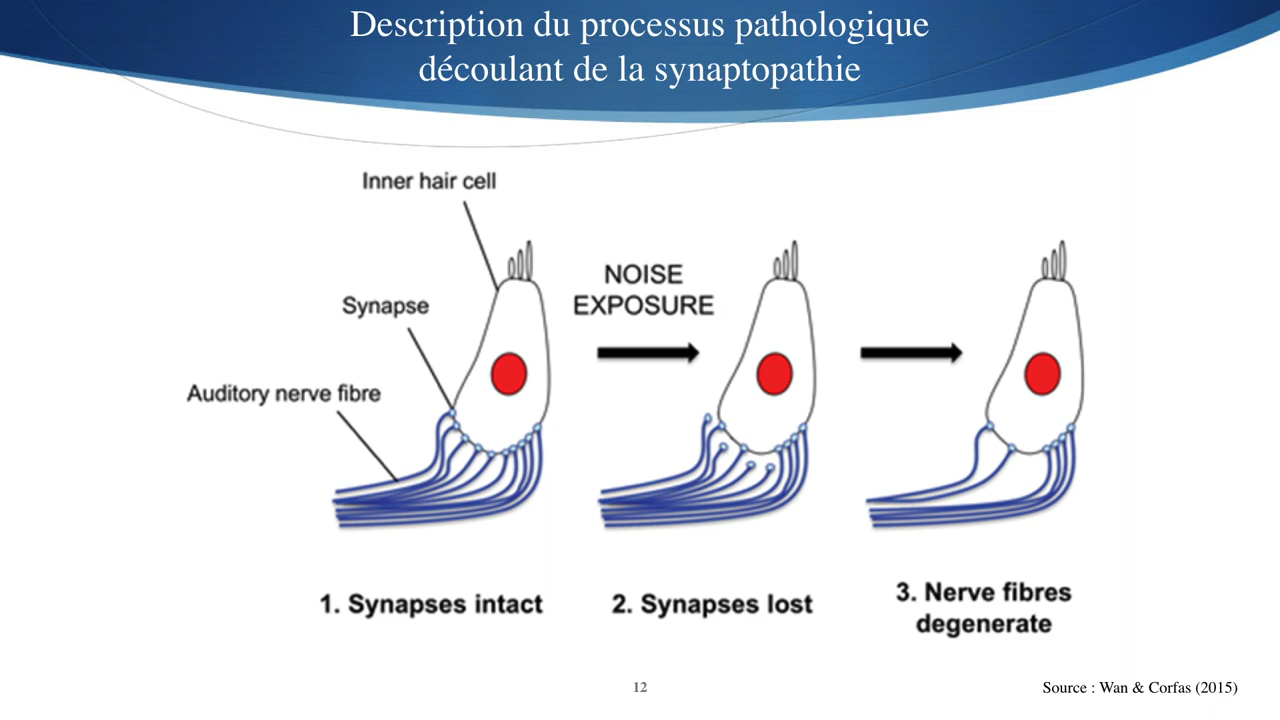 Description du processus pathologique
découlant de la synaptopathie
Inner hair cell
Synapse
Auditory nerve fibre
NOISE
EXPOSURE
1. Synapses intact
2. Synapses lost
3. Nerve fibres
degenerate
12
Source : Wan & Corfas (2015)